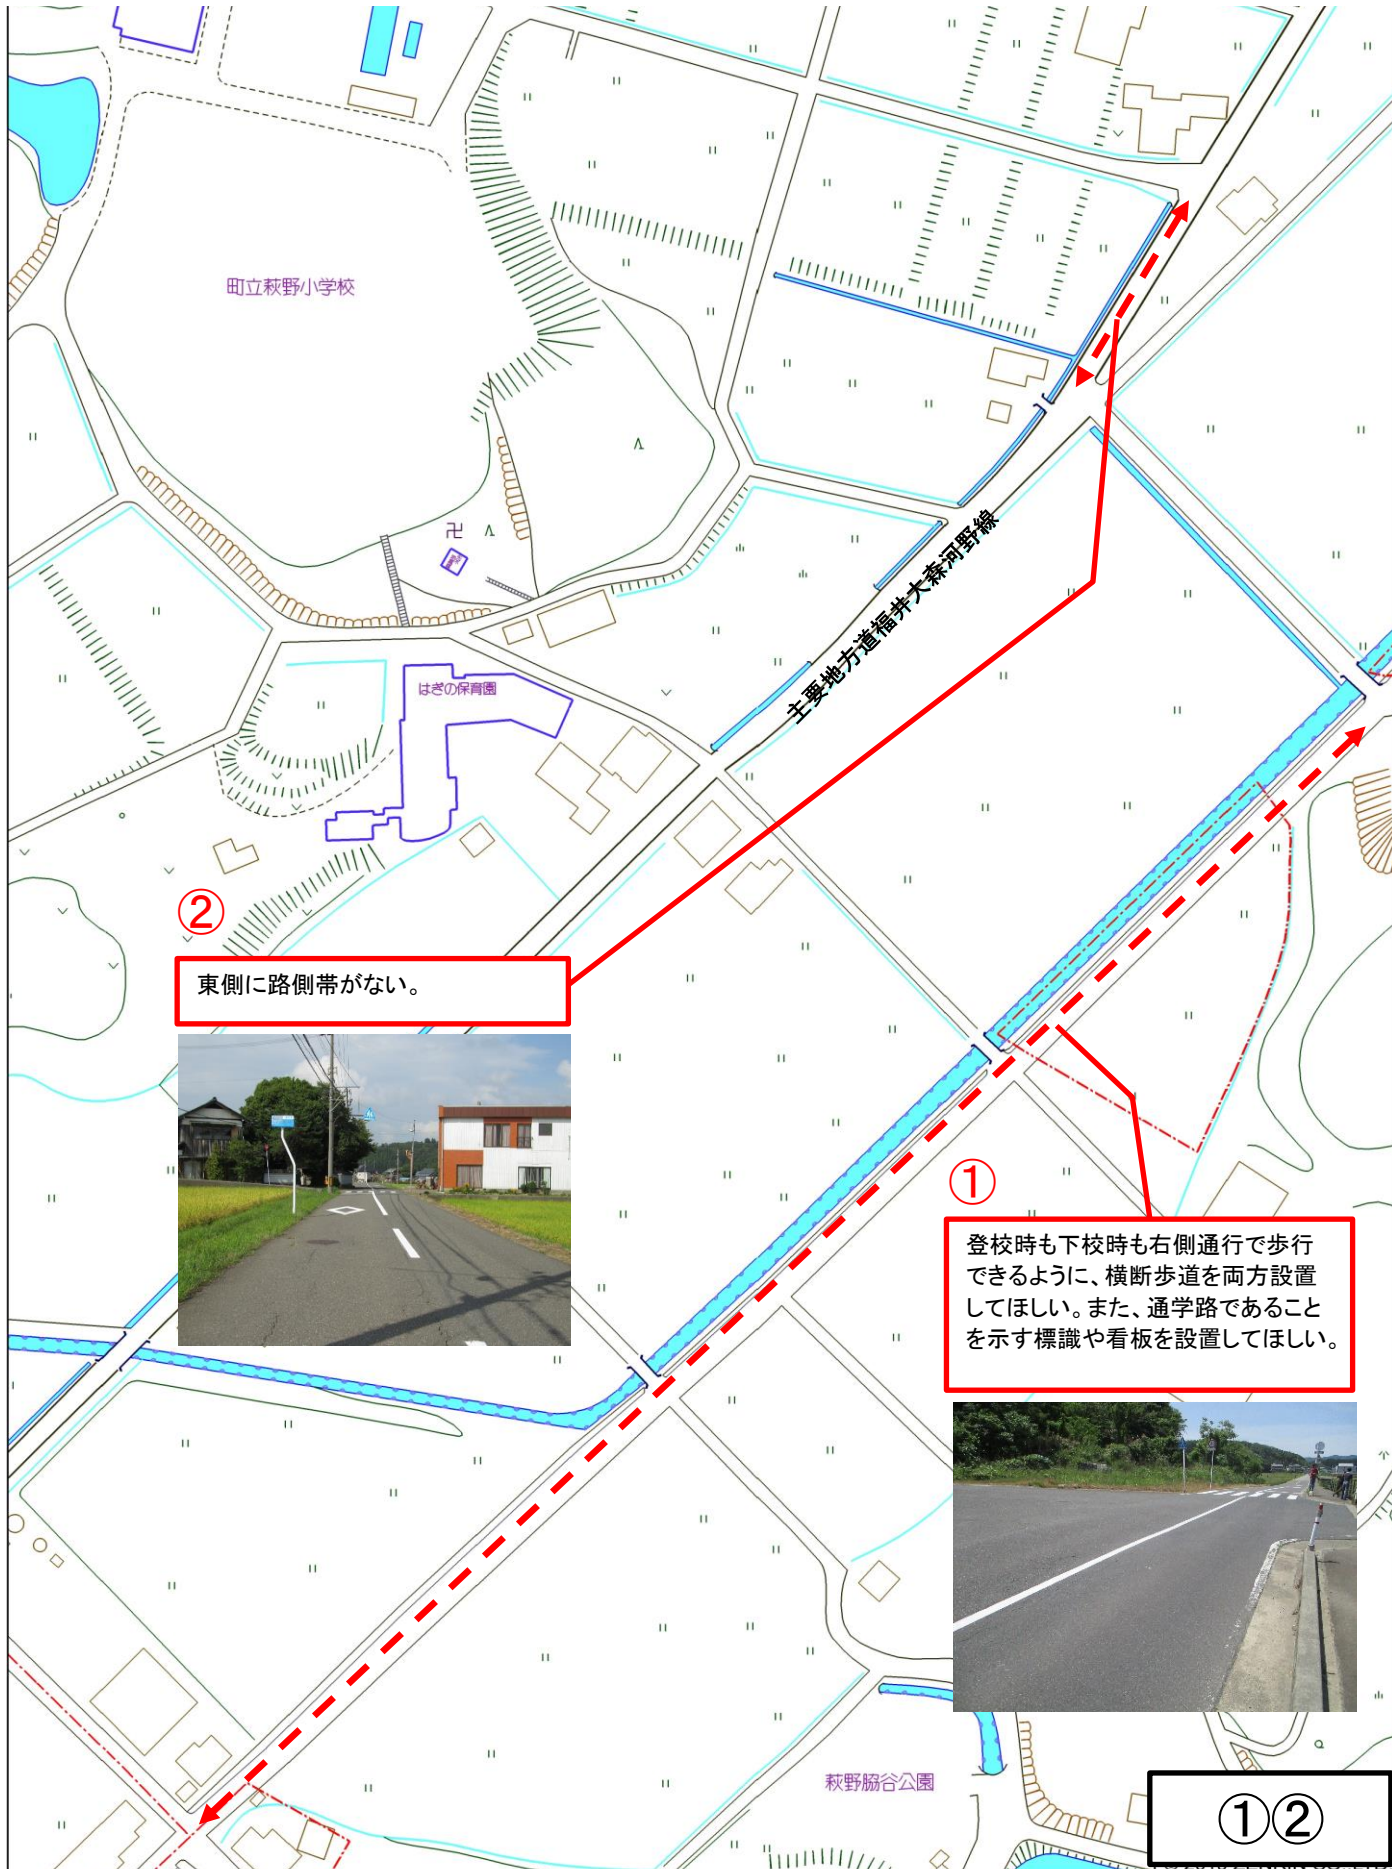 町立萩野小学校
主要地方道福井大森河野線
はぎの保育園
②
東側に路側帯がない。
①
登校時も下校時も右側通行で歩行
できるように、横断歩道を両方設置
してほしい。また、通学路であること
を示す標識や看板を設置してほしい。
萩野脇谷公園
①②